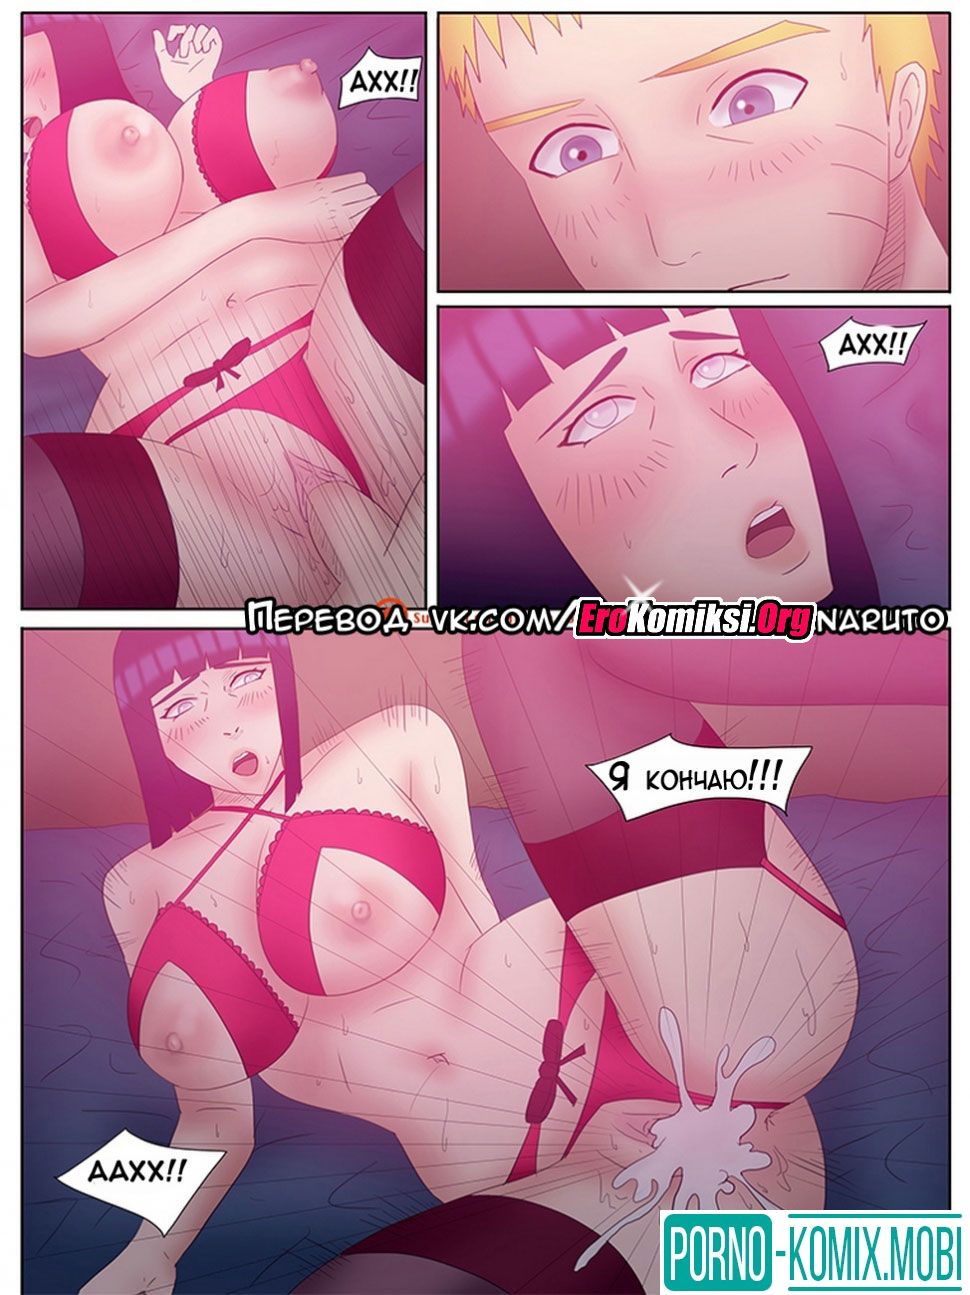 АХХ!!
АХХ!!
ПЕРЕВОД VK.COM/
EroKomiksi.Org
NARUTO
Я КОНЧАЮ!!!
ААХХ!!
PORNO-KOMIX.MOBI